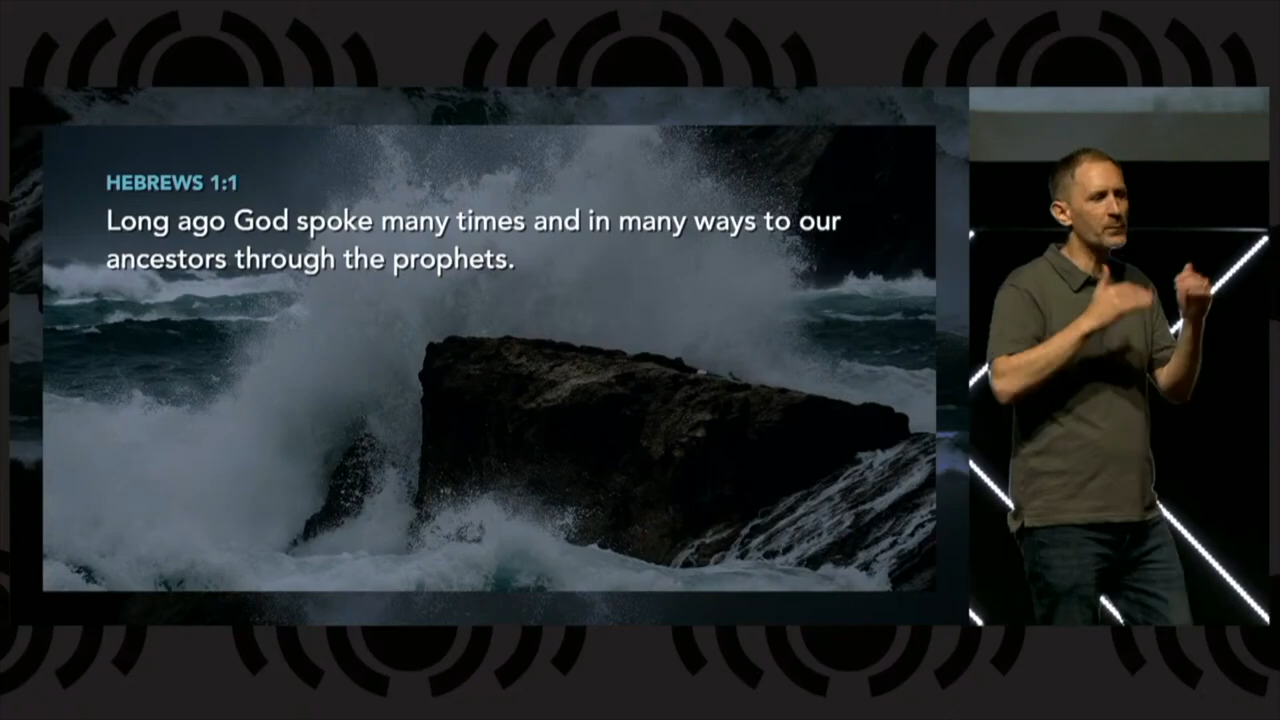 HEBREWS 1:1
Long ago God spoke many times and in many ways to our
ancestors through the prophets.